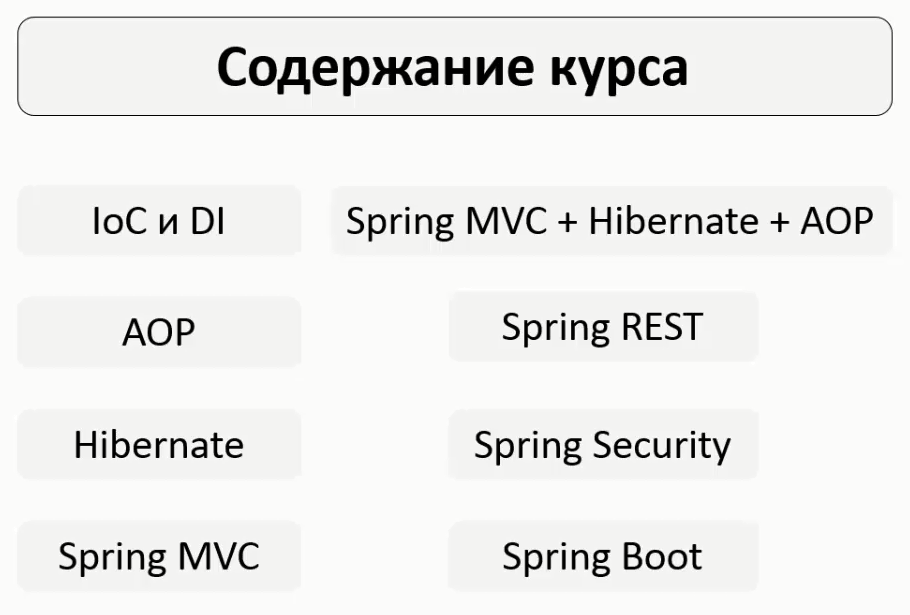 Содержание курса
IoC и DI
AOP
Hibernate
Spring MVC
Spring MVC + Hibernate + AOP
Spring REST
Spring Security
Spring Boot